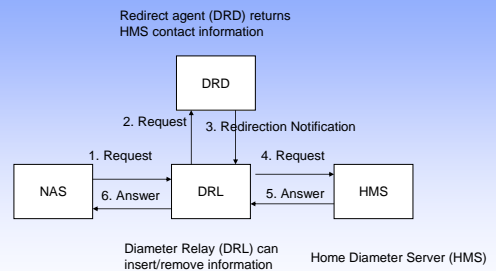 Redirect agent (DRD) returns
HMS contact information
DRD
2. Request
3. Redirection Notification
1. Request
4. Request
NAS
DRL
HMS
6. Answer
5. Answer
Diameter Relay (DRL) can
insert/remove information
Home Diameter Server (HMS)